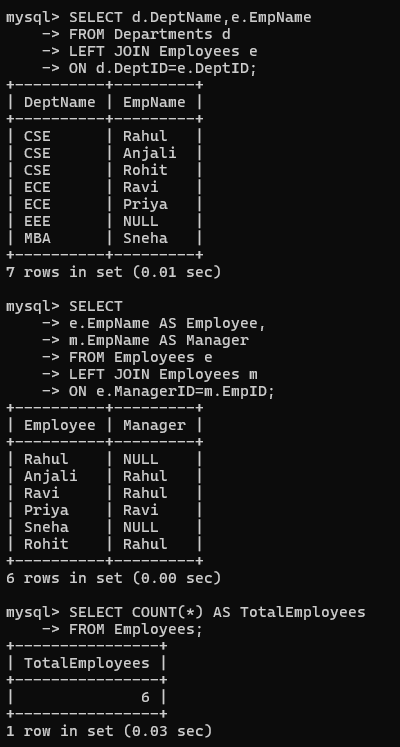 mysql> SELECT d.DeptName,e.EmpName
    -> FROM Departments d
    -> LEFT JOIN Employees e
    -> ON d.DeptID=e.DeptID;
+----------+---------+
| DeptName | EmpName |
+----------+---------+
| CSE      | Rahul   |
| CSE      | Anjali  |
| CSE      | Rohit   |
| ECE      | Ravi    |
| ECE      | Priya   |
| EEE      | NULL    |
| MBA      | Sneha   |
+----------+---------+
7 rows in set (0.01 sec)

mysql> SELECT
    -> e.EmpName AS Employee,
    -> m.EmpName AS Manager
    -> FROM Employees e
    -> LEFT JOIN Employees m
    -> ON e.ManagerID=m.EmpID;
+----------+---------+
| Employee | Manager |
+----------+---------+
| Rahul    | NULL    |
| Anjali   | Rahul   |
| Ravi     | Rahul   |
| Priya    | Ravi    |
| Sneha    | NULL    |
| Rohit    | Rahul   |
+----------+---------+
6 rows in set (0.00 sec)

mysql> SELECT COUNT(*) AS TotalEmployees
    -> FROM Employees;
+----------------+
| TotalEmployees |
+----------------+
|              6 |
+----------------+
1 row in set (0.03 sec)